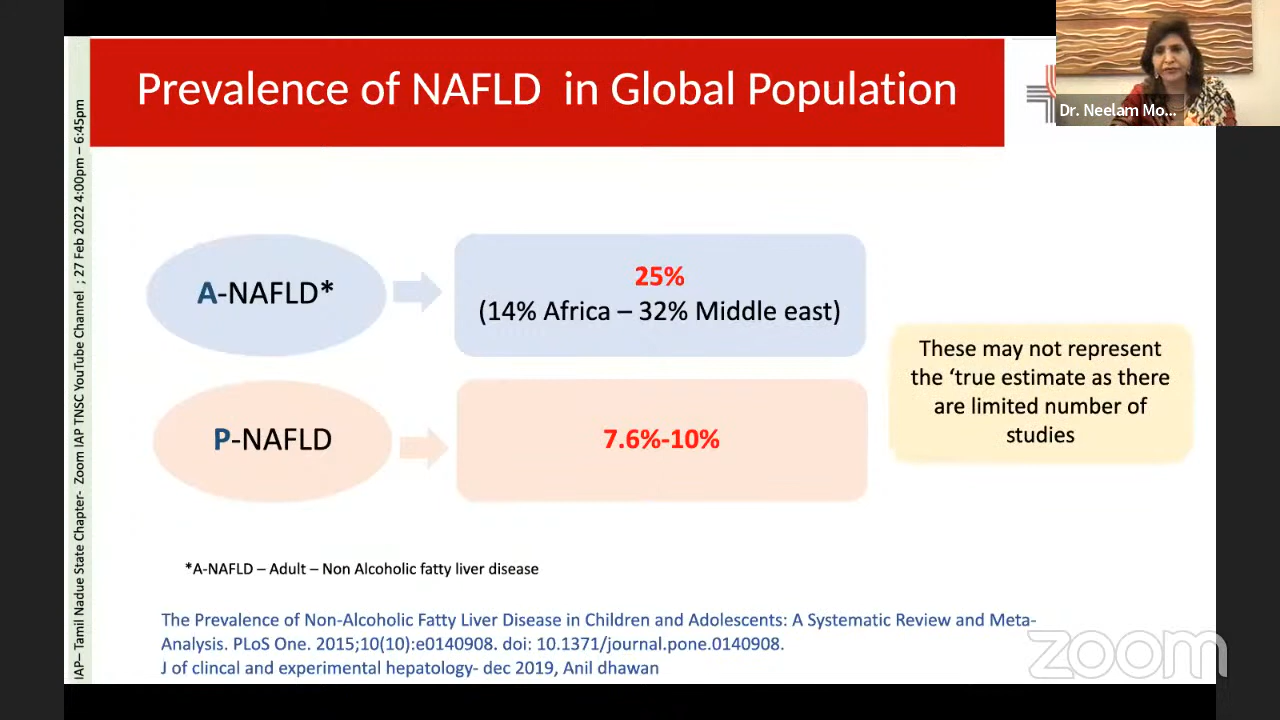 Prevalence of NAFLD in Global Population
Dr. Neelam Mo...
IAP– Tamil Nadue State Chapter- Zoom IAP TNSC YouTube Channel ; 27 Feb 2022 4:00pm – 6:45pm
A-NAFLD*
25%
(14% Africa – 32% Middle east)
P-NAFLD
7.6%-10%
These may not represent
the ‘true estimate as there
are limited number of
studies
*A-NAFLD – Adult – Non Alcoholic fatty liver disease
The Prevalence of Non-Alcoholic Fatty Liver Disease in Children and Adolescents: A Systematic Review and Meta-
Analysis. PLoS One. 2015;10(10):e0140908. doi: 10.1371/journal.pone.0140908.
J of clincal and experimental hepatology- dec 2019, Anil dhawan
zoom